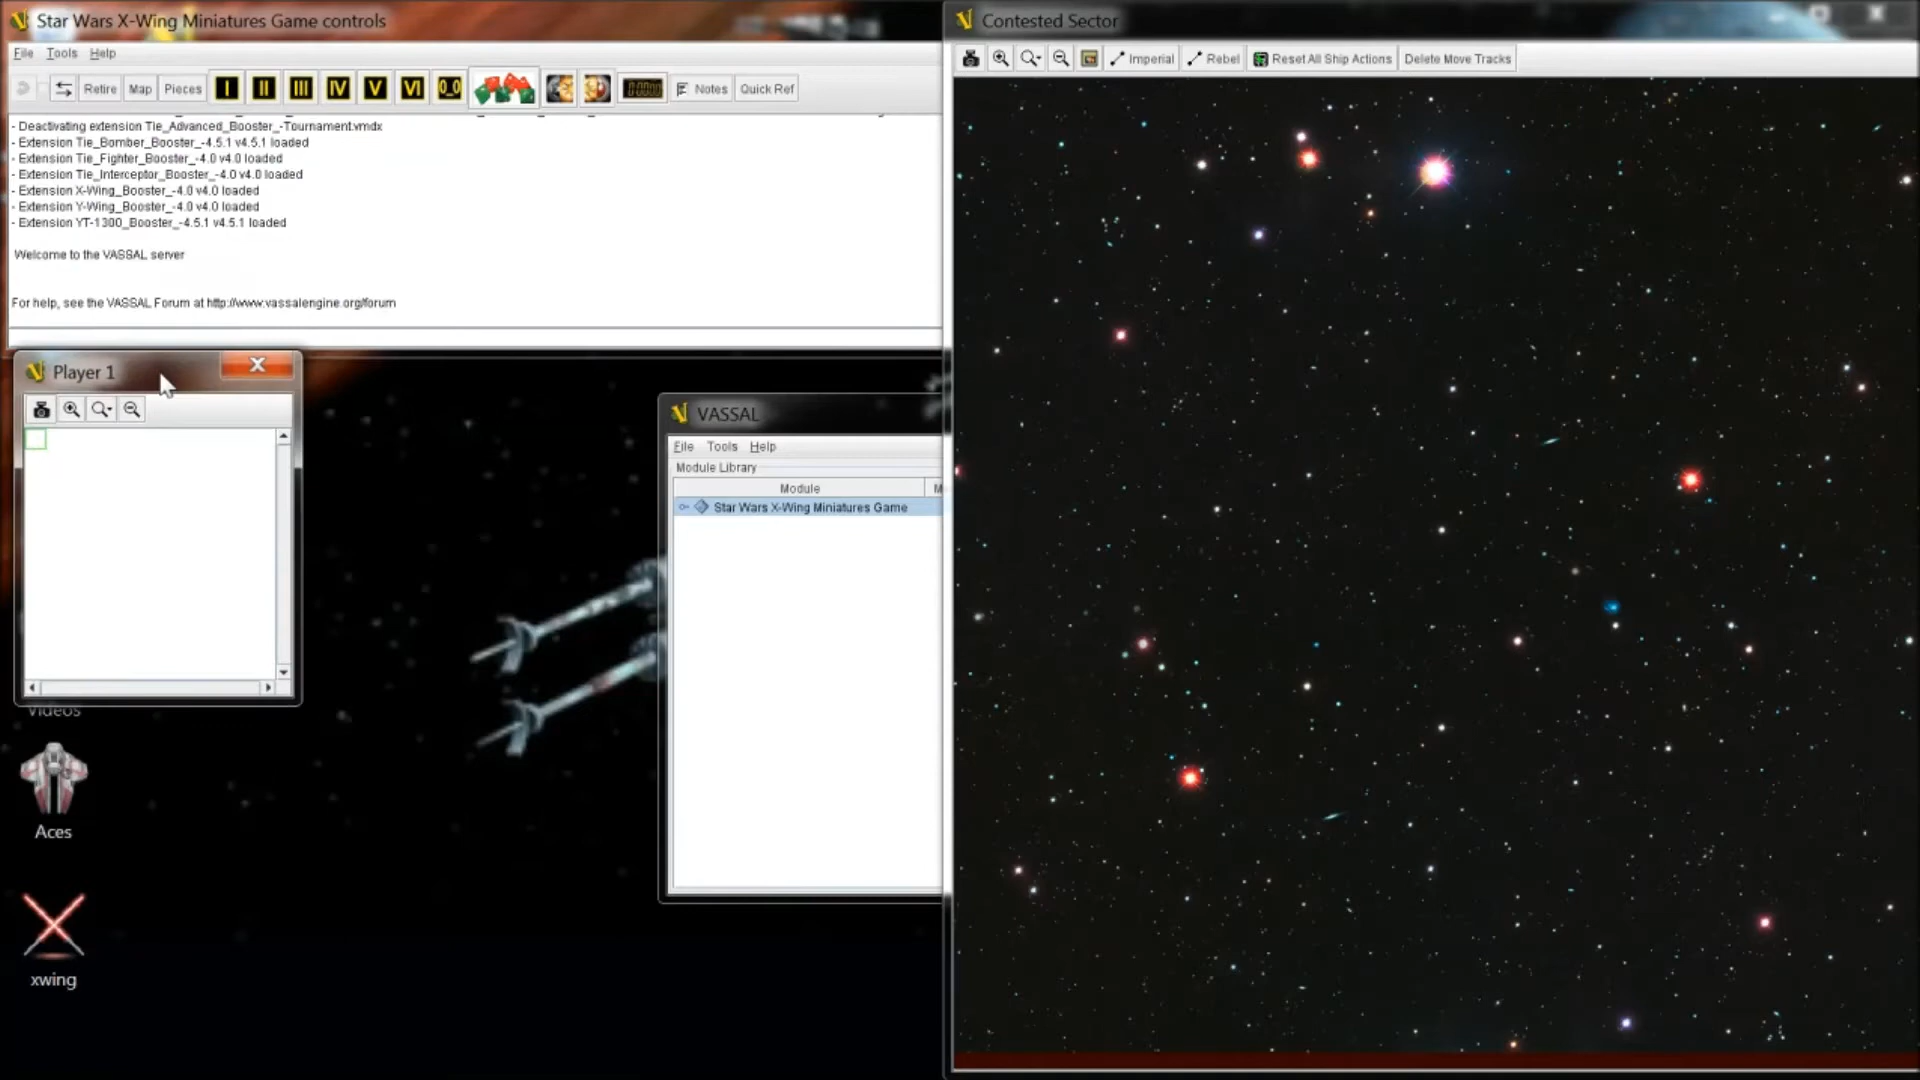 Star Wars X-Wing Miniatures Game controls
File Tools Help
Retire Map Pieces I II III IV V VI 0_0 Notes Quick Ref
- Deactivating extension Tie_Advanced_Booster_-Tournament.vmdx
- Extension Tie_Bomber_Booster_-4.5.1 v4.5.1 loaded
- Extension Tie_Fighter_Booster_-4.0 v4.0 loaded
- Extension Tie_Interceptor_Booster_-4.0 v4.0 loaded
- Extension X-Wing_Booster_-4.0 v4.0 loaded
- Extension Y-Wing_Booster_-4.0 v4.0 loaded
- Extension YT-1300_Booster_-4.5.1 v4.5.1 loaded
Welcome to the VASSAL server
For help, see the VASSAL Forum at http://www.vassalengine.org/forum
Player 1
VASSAL
File Tools Help
Module Library
Module
Star Wars X-Wing Miniatures Game
Videos
Aces
xwing
Contested Sector
Imperial Rebel Reset All Ship Actions Delete Move Tracks